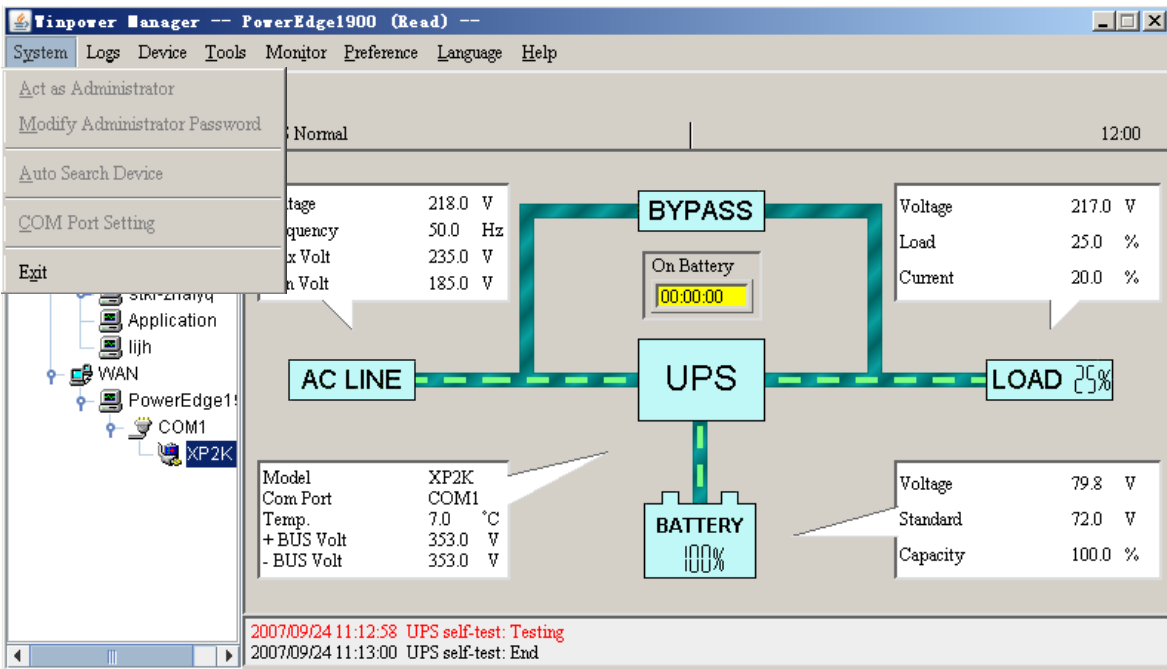 Winpower Manager -- PowerEdge1900 (Read) --
System Logs Device Tools Monitor Preference Language Help
Act as Administrator
Modify Administrator Password
Auto Search Device
COM Port Setting
Exit
Normal
12:00
Application
lijh
WAN
PowerEdge1
COM1
XP2K
218.0 V
50.0 Hz
Volt 235.0 V
Volt 185.0 V
BYPASS
On Battery
00:00:00
Voltage 217.0 V
Load 25.0 %
Current 20.0 %
AC LINE
UPS
LOAD 25%
Model XP2K
Com Port COM1
Temp. 7.0 °C
+ BUS Volt 353.0 V
- BUS Volt 353.0 V
BATTERY
100%
Voltage 79.8 V
Standard 72.0 V
Capacity 100.0 %
2007/09/24 11:12:58 UPS self-test: Testing
2007/09/24 11:13:00 UPS self-test: End